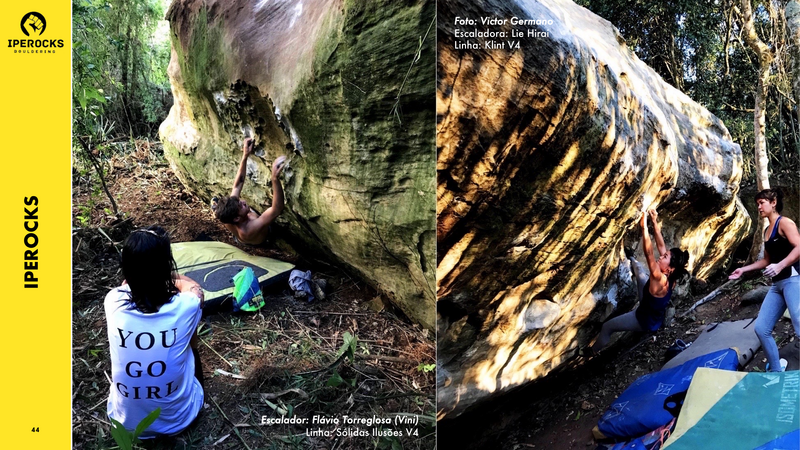 IPEROCKS
BOULDERING
IPEROCKS
44
YOU
GO
GIRL
Escalador: Flávio Torreglosa (Vini)
Linha: Sólidas Ilusões V4
Foto: Victor Germano
Escaladora: Lie Hirai
Linha: Klint V4